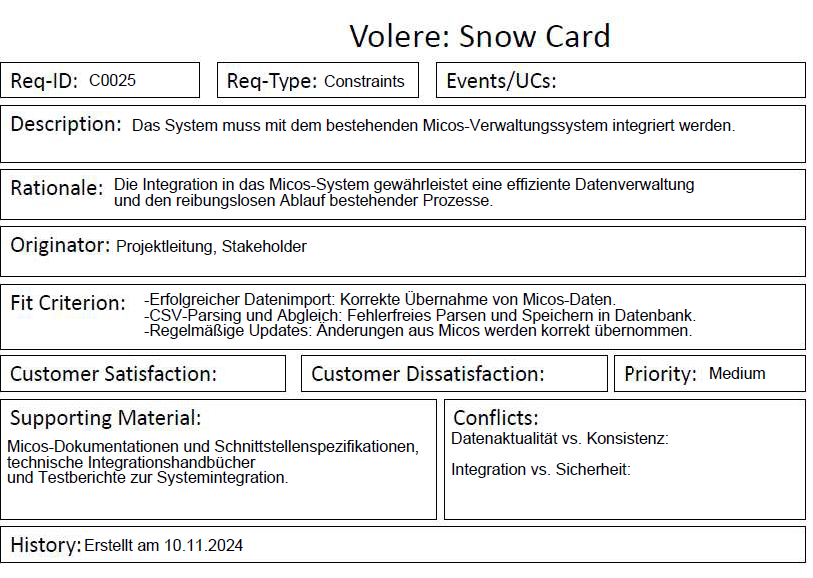 Volere: Snow Card
Req-ID: C0025
Req-Type: Constraints
Events/UCs:
Description: Das System muss mit dem bestehenden Micos-Verwaltungssystem integriert werden.
Rationale: Die Integration in das Micos-System gewährleistet eine effiziente Datenverwaltung
und den reibungslosen Ablauf bestehender Prozesse.
Originator: Projektleitung, Stakeholder
Fit Criterion: -Erfolgreicher Datenimport: Korrekte Übernahme von Micos-Daten.
-CSV-Parsing und Abgleich: Fehlerfreies Parsen und Speichern in Datenbank.
-Regelmäßige Updates: Änderungen aus Micos werden korrekt übernommen.
Customer Satisfaction:
Customer Dissatisfaction:
Priority: Medium
Supporting Material:
Micos-Dokumentationen und Schnittstellenspezifikationen,
technische Integrationshandbücher
und Testberichte zur Systemintegration.
Conflicts:
Datenaktualität vs. Konsistenz:
Integration vs. Sicherheit:
History: Erstellt am 10.11.2024